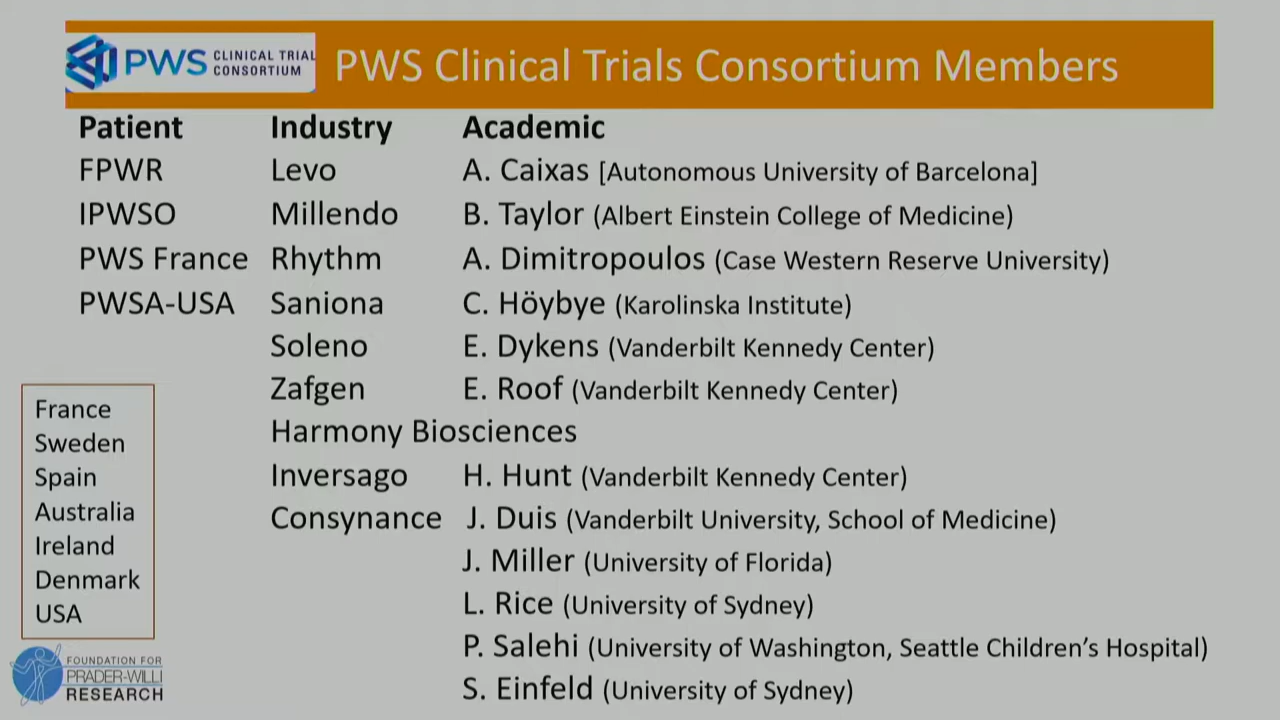 PWS CLINICAL TRIAL CONSORTIUM
PWS Clinical Trials Consortium Members
Patient Industry Academic
FPWR Levo A. Caixas [Autonomous University of Barcelona]
IPWSO Millendo B. Taylor (Albert Einstein College of Medicine)
PWS France Rhythm A. Dimitropoulos (Case Western Reserve University)
PWSA-USA Saniona C. Höybye (Karolinska Institute)
Soleno E. Dykens (Vanderbilt Kennedy Center)
Zafgen E. Roof (Vanderbilt Kennedy Center)
Harmony Biosciences
Inversago H. Hunt (Vanderbilt Kennedy Center)
Consynance J. Duis (Vanderbilt University, School of Medicine)
J. Miller (University of Florida)
L. Rice (University of Sydney)
P. Salehi (University of Washington, Seattle Children's Hospital)
S. Einfeld (University of Sydney)
France
Sweden
Spain
Australia
Ireland
Denmark
USA
FOUNDATION FOR
PRADER-WILLI
RESEARCH